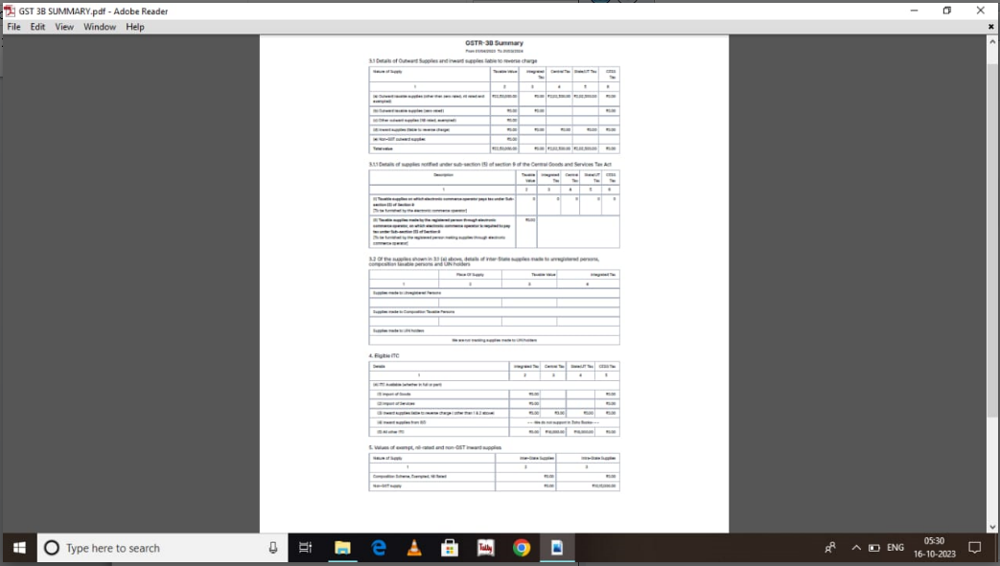 GST 3B SUMMARY.pdf - Adobe Reader
File Edit View Window Help
GSTR-3B Summary
3.1 Details of Outward Supplies and inward supplies liable to reverse charge
Nature of Supply Taxable Value Integrated Tax Central Tax State/UT Tax CESS Tax
1 2 3 4 5 6
(a) Outward taxable supplies (other than zero rated, nil rated and exempted) ₹0.00 ₹0.00
(b) Outward taxable supplies (zero rated) ₹0.00 ₹0.00 ₹0.00
(c) Other outward supplies (Nil rated, exempted) ₹0.00
(d) Inward supplies (liable to reverse charge) ₹0.00 ₹0.00 ₹0.00 ₹0.00 ₹0.00
(e) Non-GST outward supplies ₹0.00
Total value ₹0.00 ₹0.00
3.1.1 Details of supplies notified under sub-section (5) of section 9 of the Central Goods and Services Tax Act
Description Taxable Value Integrated Tax Central Tax State/UT Tax CESS Tax
1 2 3 4 5 6
(i) Taxable supplies on which electronic commerce operator pays tax under Sub-section (5) of Section 9
[To be furnished by the electronic commerce operator]
0 0 0 0 0
(ii) Taxable supplies made by the registered person through electronic commerce operator, on which electronic commerce operator is required to pay tax under Sub-section (5) of Section 9
[To be furnished by the registered person making supplies through electronic commerce operator]
₹0.00
3.2 Of the supplies shown in 3.1 (a) above, details of Inter-State supplies made to unregistered persons,
composition taxable persons and UIN holders
Place Of Supply Taxable Value Integrated Tax
1 2 3 4
Supplies made to Unregistered Persons
Supplies made to Composition Taxable Persons
Supplies made to UIN holders
We are not tracking supplies made to UIN holders
4. Eligible ITC
Details Integrated Tax Central Tax State/UT Tax CESS Tax
1 2 3 4 5
(A) ITC Available (whether in full or part)
(1) Import of Goods ₹0.00 ₹0.00
(2) Import of Services ₹0.00 ₹0.00
(3) Inward supplies liable to reverse charge ( other than 1 & 2 above) ₹0.00 ₹0.00 ₹0.00 ₹0.00
(4) Inward supplies from ISD --- We do not support in Zoho Books---
(5) All other ITC ₹0.00 ₹0.00
5. Values of exempt, nil-rated and non-GST inward supplies
Nature of Supply Inter-State Supplies Intra-State Supplies
1 2 3
Composition Scheme, Exempted, Nil Rated ₹0.00 ₹0.00
Non-GST supply ₹0.00
Type here to search
Tally
ENG
05:30
16-10-2023